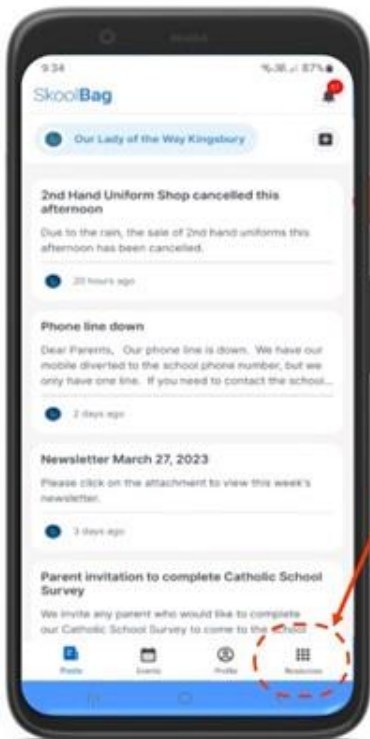 9:34
87%
SkoolBag
Our Lady of the Way Kingsbury
2nd Hand Uniform Shop cancelled this
afternoon
Due to the rain, the sale of 2nd hand uniforms this
afternoon has been cancelled.
20 hours ago
Phone line down
Dear Parents, Our phone line is down. We have our
mobile diverted to the school phone number, but we
only have one line. If you need to contact the school...
2 days ago
Newsletter March 27, 2023
Please click on the attachment to view this week's
newsletter.
3 days ago
Parent invitation to complete Catholic School
Survey
We invite any parent who would like to complete
our Catholic School Survey to come to the school
Posts
Events
Profile
Resources